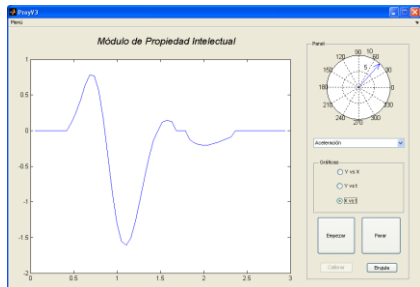 ProyV3
Menú
Módulo de Propiedad Intelectual
1
0.5
0
-0.5
-1
-1.5
-2
0 0.5 1 1.5 2 2.5 3
Panel
90 10
120 60
5
150 30
180 0
210 330
240 300
270
Aceleración
Gráficas
Y vs X
Y vs t
X vs t
Empezar Parar
Calibrar